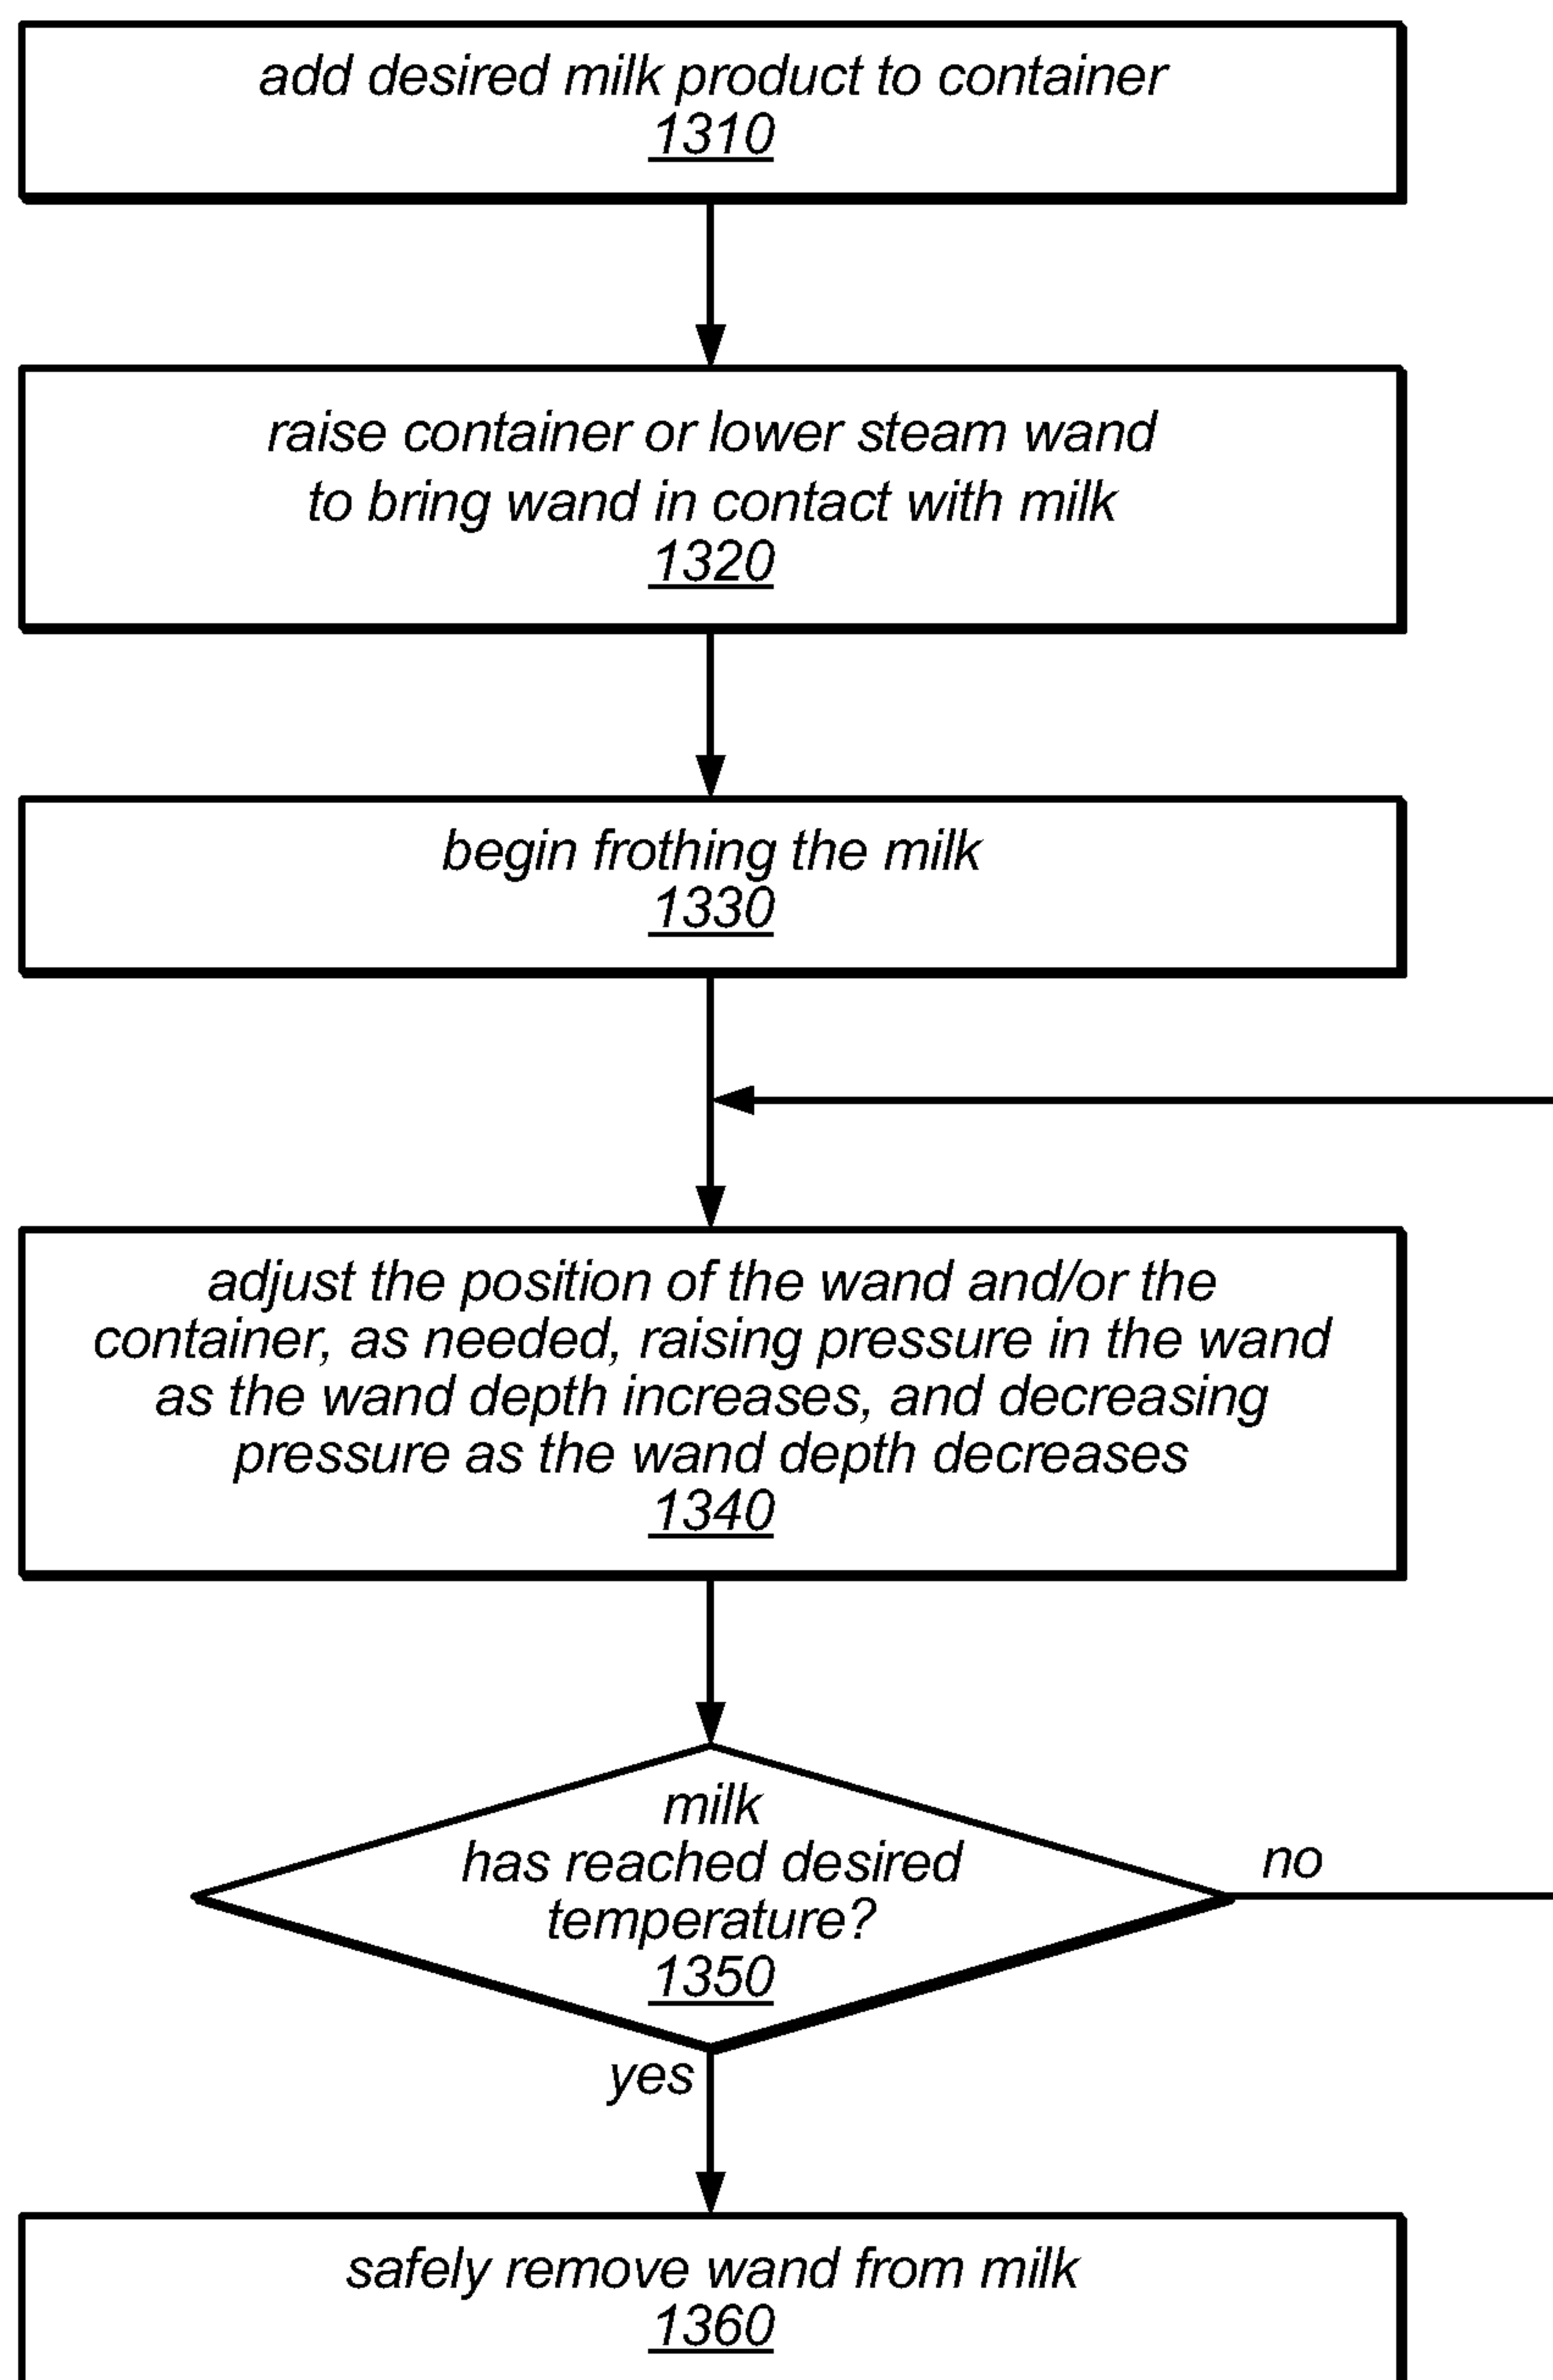 add desired milk product to container
1310
raise container or lower steam wand
to bring wand in contact with milk
1320
begin frothing the milk
1330
adjust the position of the wand and/or the
container, as needed, raising pressure in the wand
as the wand depth increases, and decreasing
pressure as the wand depth decreases
1340
milk
has reached desired
temperature?
1350
no
yes
safely remove wand from milk
1360